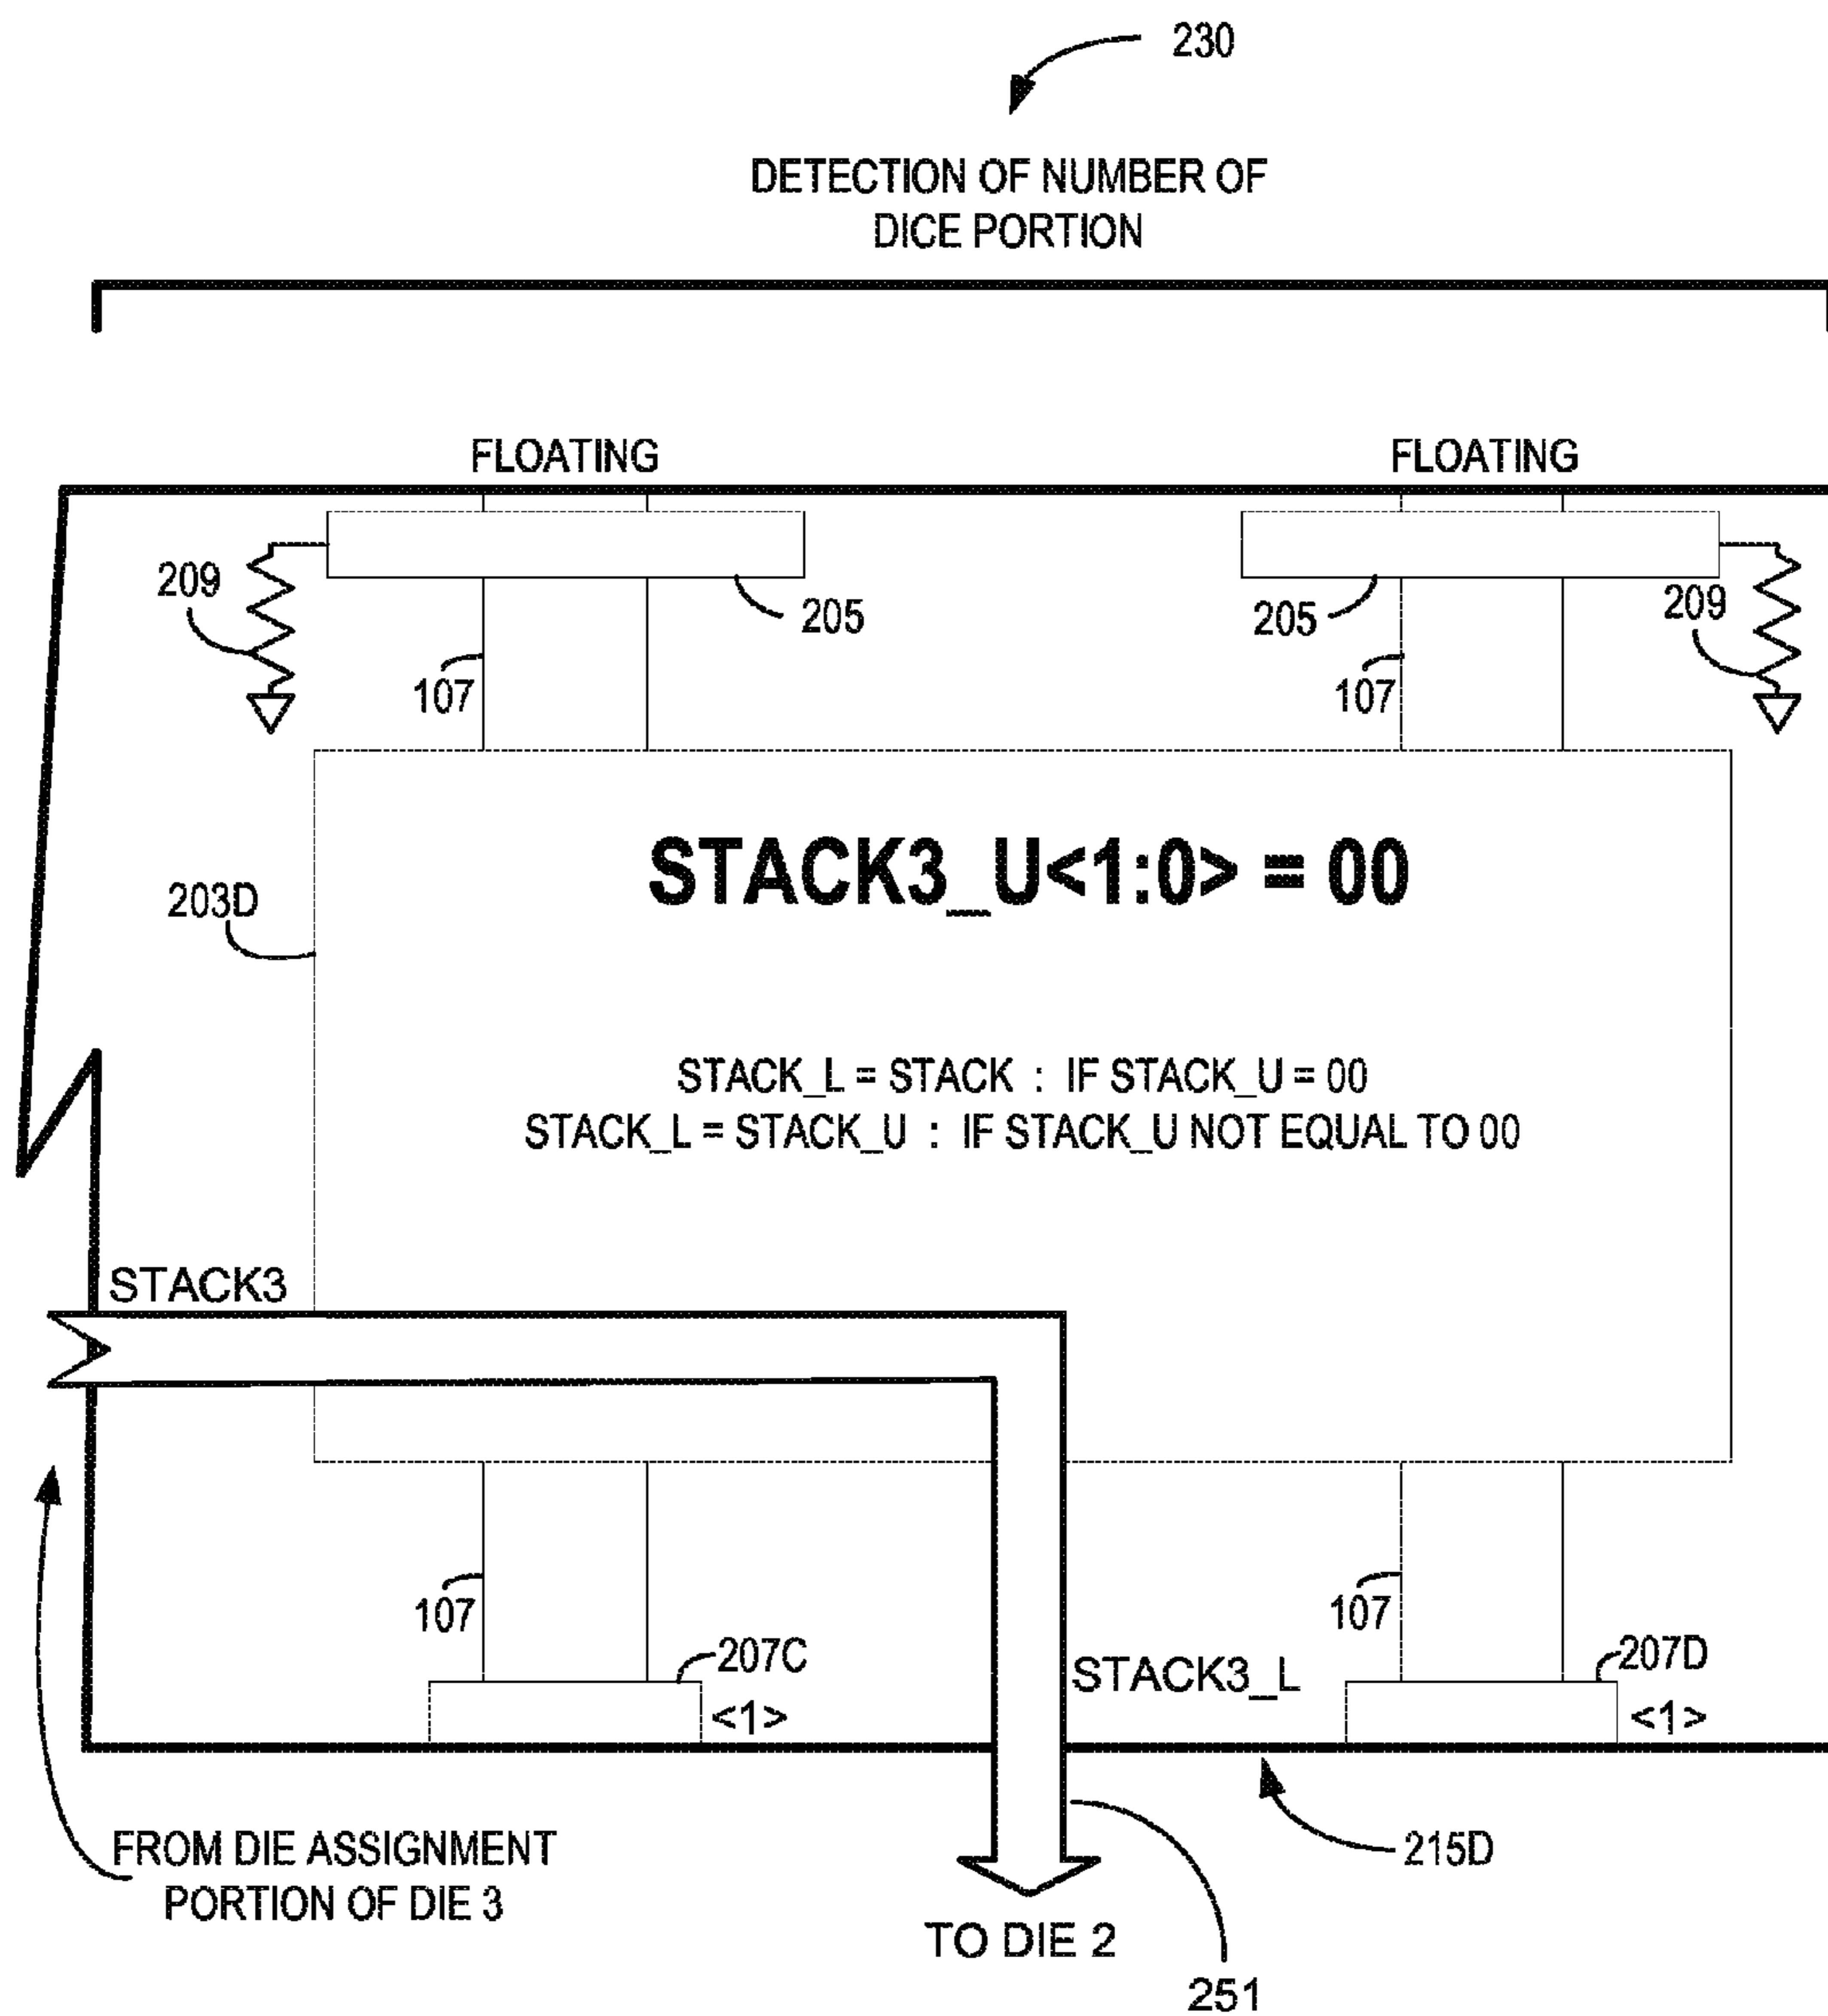 230
DETECTION OF NUMBER OF
DICE PORTION
FLOATING
FLOATING
209
205
205
209
107
107
STACK3_U<1:0> = 00
203D
STACK_L = STACK : IF STACK_U = 00
STACK_L = STACK_U : IF STACK_U NOT EQUAL TO 00
STACK3
107
107
207C
STACK3_L
207D
<1>
<1>
FROM DIE ASSIGNMENT
PORTION OF DIE 3
215D
TO DIE 2
251